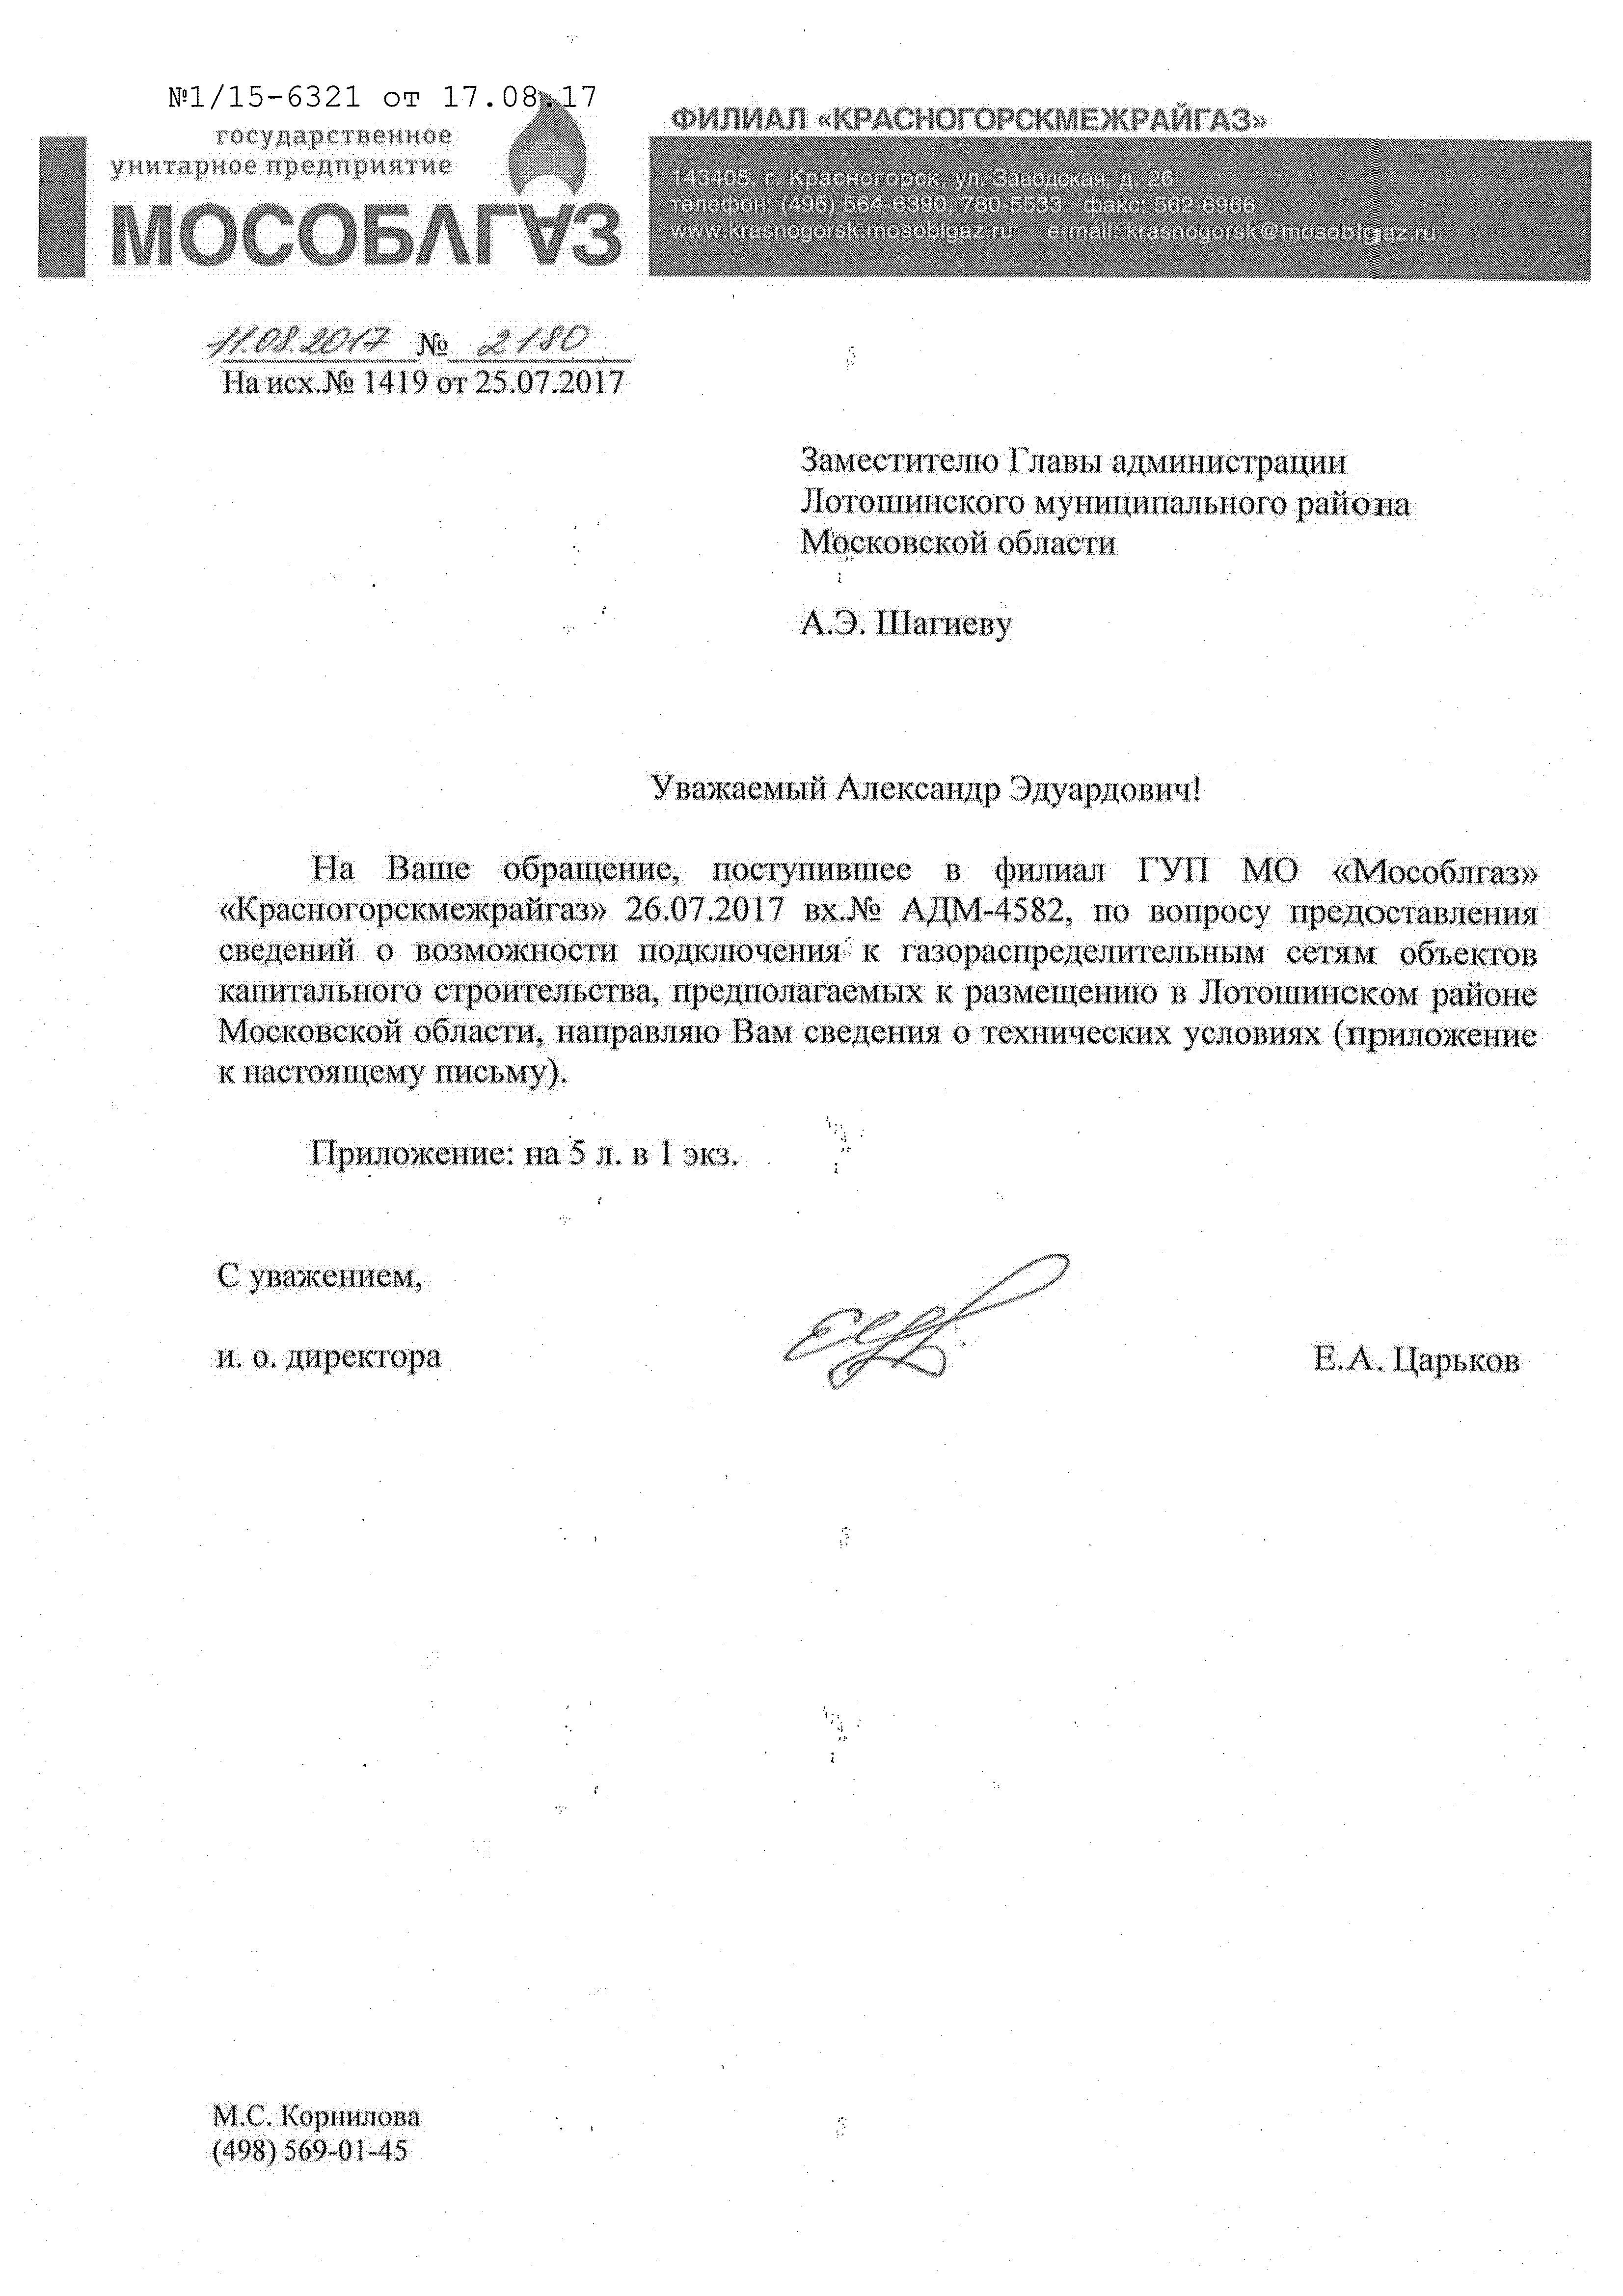 №1/15-6321 от 17.08.17
государственное
унитарное предприятие
МОСОБЛГАЗ
ФИЛИАЛ «КРАСНОГОРСКМЕЖРАЙГАЗ»
143405, г. Красногорск, ул. Заводская, д. 26
телефон: (495) 564-6390, 780-5533 факс: 562-6966
www.krasnogorsk.mosoblgaz.ru e-mail: krasnogorsk@mosoblgaz.ru
11.08.2017 № 2180
На исх.№ 1419 от 25.07.2017
Заместителю Главы администрации
Лотошинского муниципального района
Московской области
А.Э. Шагиеву
Уважаемый Александр Эдуардович!
На Ваше обращение, поступившее в филиал ГУП МО «Мособлгаз»
«Красногорскмежрайгаз» 26.07.2017 вх.№ АДМ-4582, по вопросу предоставления
сведений о возможности подключения к газораспределительным сетям объектов
капитального строительства, предполагаемых к размещению в Лотошинском районе
Московской области, направляю Вам сведения о технических условиях (приложение
к настоящему письму).
Приложение: на 5 л. в 1 экз.
С уважением,
и. о. директора
Е.А. Царьков
М.С. Корнилова
(498) 569-01-45